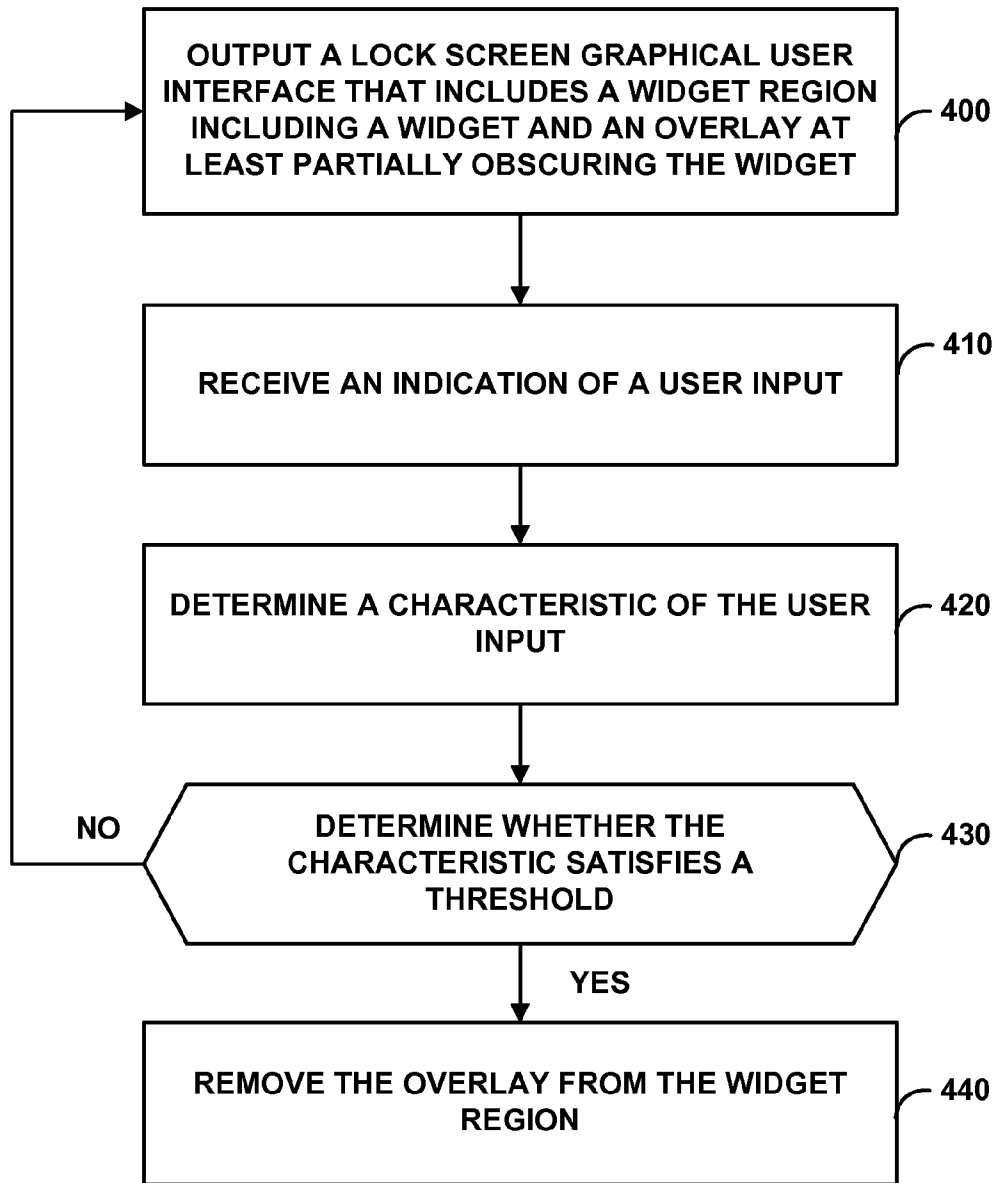 OUTPUT A LOCK SCREEN GRAPHICAL USER
INTERFACE THAT INCLUDES A WIDGET REGION
INCLUDING A WIDGET AND AN OVERLAY AT
LEAST PARTIALLY OBSCURING THE WIDGET
400
RECEIVE AN INDICATION OF A USER INPUT
410
DETERMINE A CHARACTERISTIC OF THE USER
INPUT
420
NO
DETERMINE WHETHER THE
CHARACTERISTIC SATISFIES A
THRESHOLD
430
YES
REMOVE THE OVERLAY FROM THE WIDGET
REGION
440